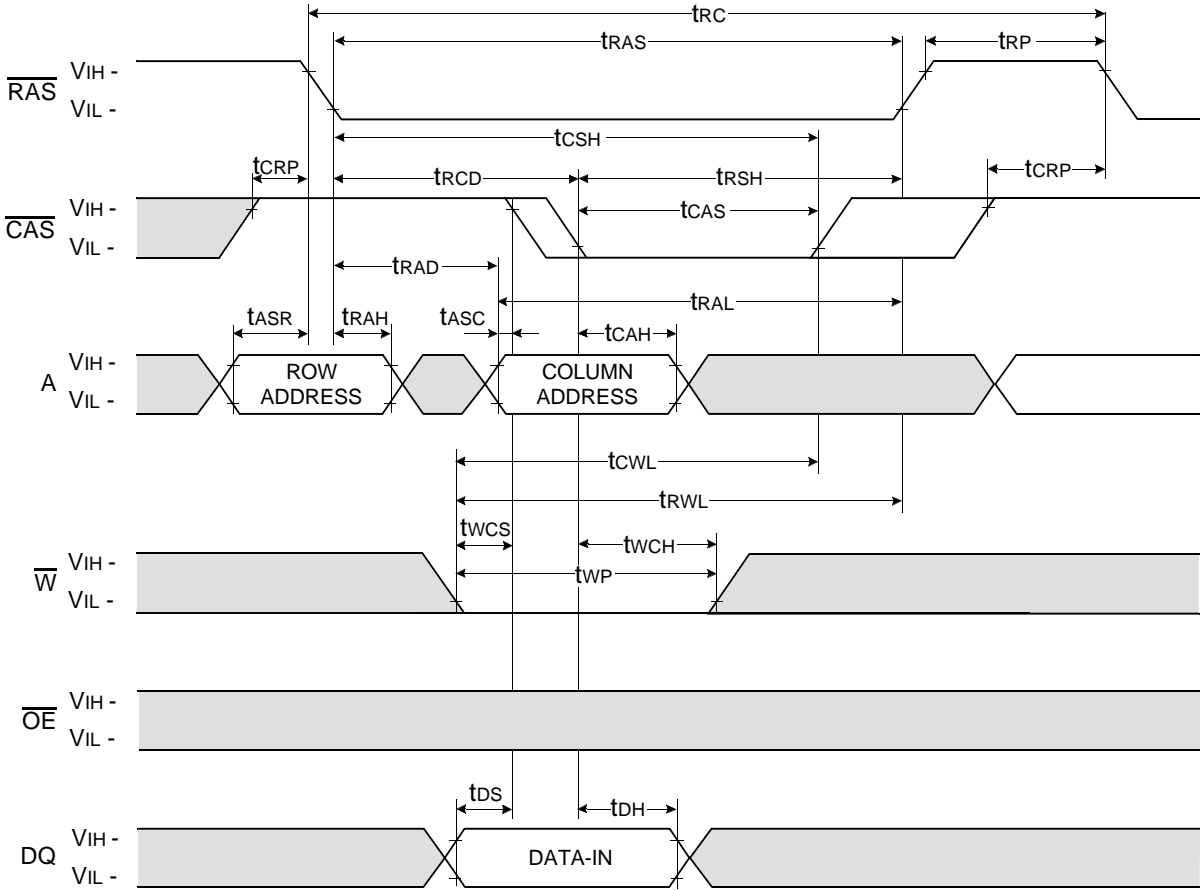 tRC
tRAS
tRP
RAS
VIH -
VIL -
tCSH
tCRP
tRCD
tRSH
tCRP
CAS
VIH -
VIL -
tCAS
tRAD
tRAL
tASR
tRAH
tASC
tCAH
A
VIH -
VIL -
ROW
ADDRESS
COLUMN
ADDRESS
tCWL
tRWL
tWCS
tWCH
W
VIH -
VIL -
tWP
OE
VIH -
VIL -
tDS
tDH
DQ
VIH -
VIL -
DATA-IN